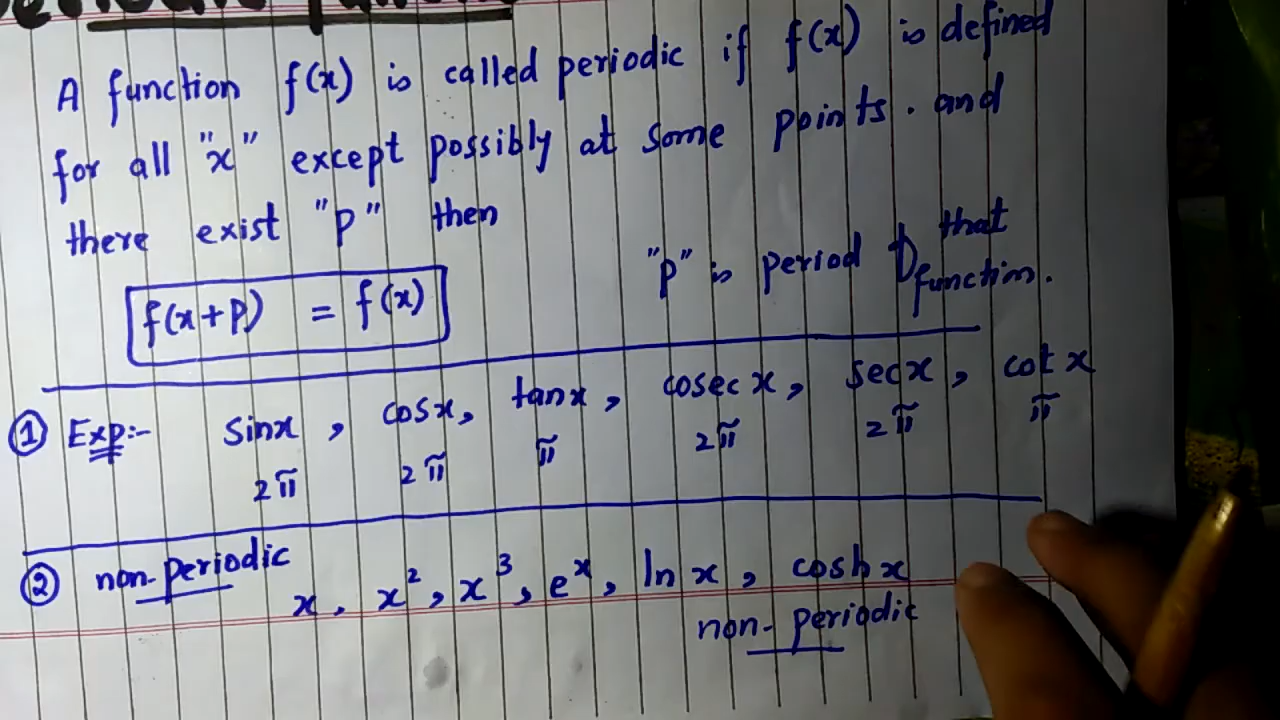 A function f(x) is called periodic if f(x) is defined
for all "x" except possibly at some points. and
there exist "p" then
"p" is period of that function.
f(x+p) = f(x)
① Exp:- sinx, cosx, tanx, cosec x, secx, cot x
2π 2π π 2π 2π π
② non-periodic x, x², x³, eˣ, ln x, cosh x
non-periodic